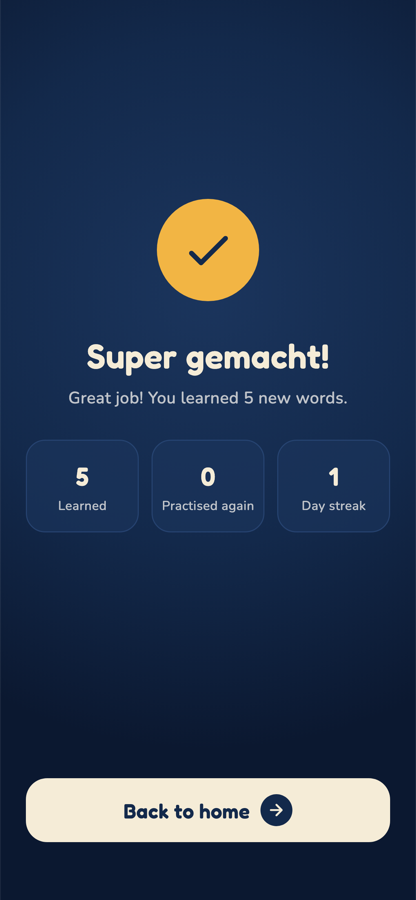 Super gemacht!
Great job! You learned 5 new words.
5
Learned
0
Practised again
1
Day streak
Back to home